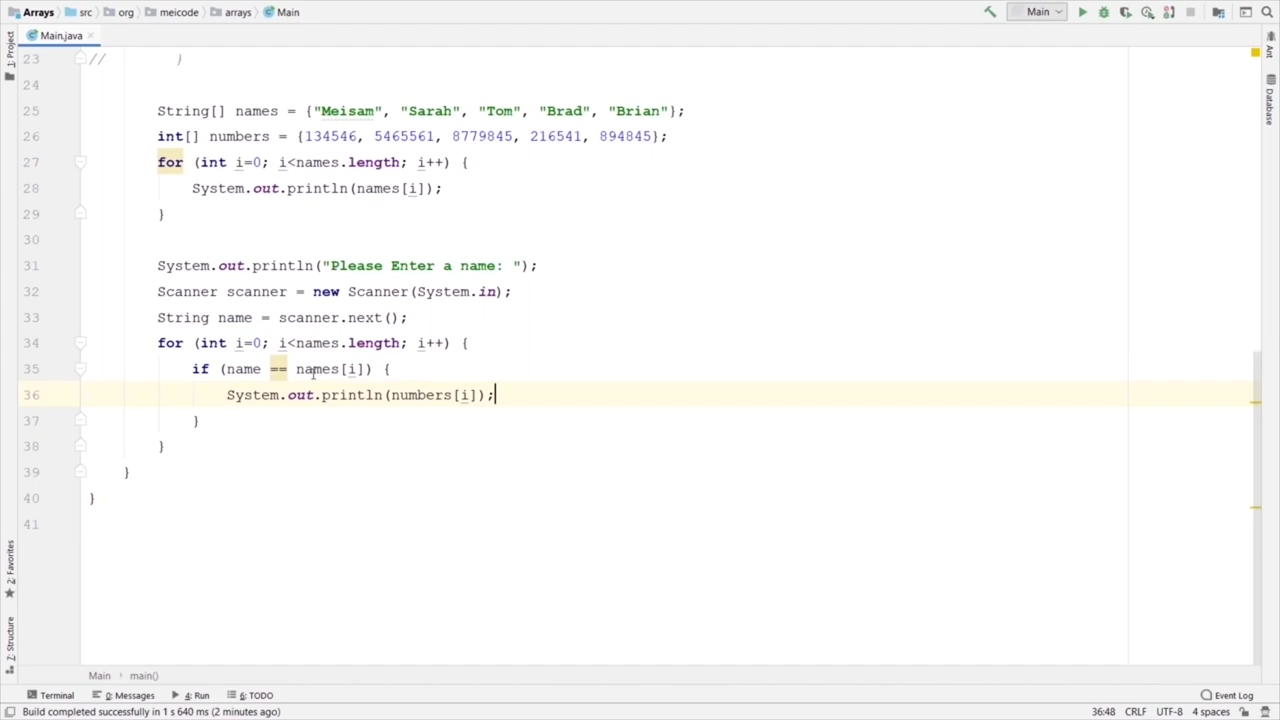 Arrays src org meicode arrays Main
Main
Main.java
23 // }
24
25 String[] names = {"Meisam", "Sarah", "Tom", "Brad", "Brian"};
26 int[] numbers = {134546, 5465561, 8779845, 216541, 894845};
27 for (int i=0; i<names.length; i++) {
28 System.out.println(names[i]);
29 }
30
31 System.out.println("Please Enter a name: ");
32 Scanner scanner = new Scanner(System.in);
33 String name = scanner.next();
34 for (int i=0; i<names.length; i++) {
35 if (name == names[i]) {
36 System.out.println(numbers[i]);
37 }
38 }
39 }
40 }
41
1: Project
2: Favorites
7: Structure
Ant
Database
Main main()
Terminal 0: Messages 4: Run 6: TODO Event Log
Build completed successfully in 1 s 640 ms (2 minutes ago) 36:48 CRLF UTF-8 4 spaces